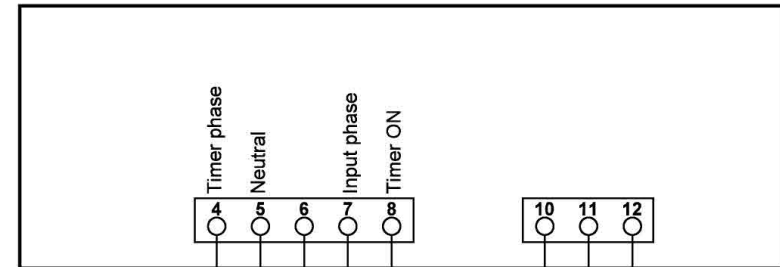 Timer phase
Neutral
Input phase
Timer ON
4 5 6 7 8
10 11 12